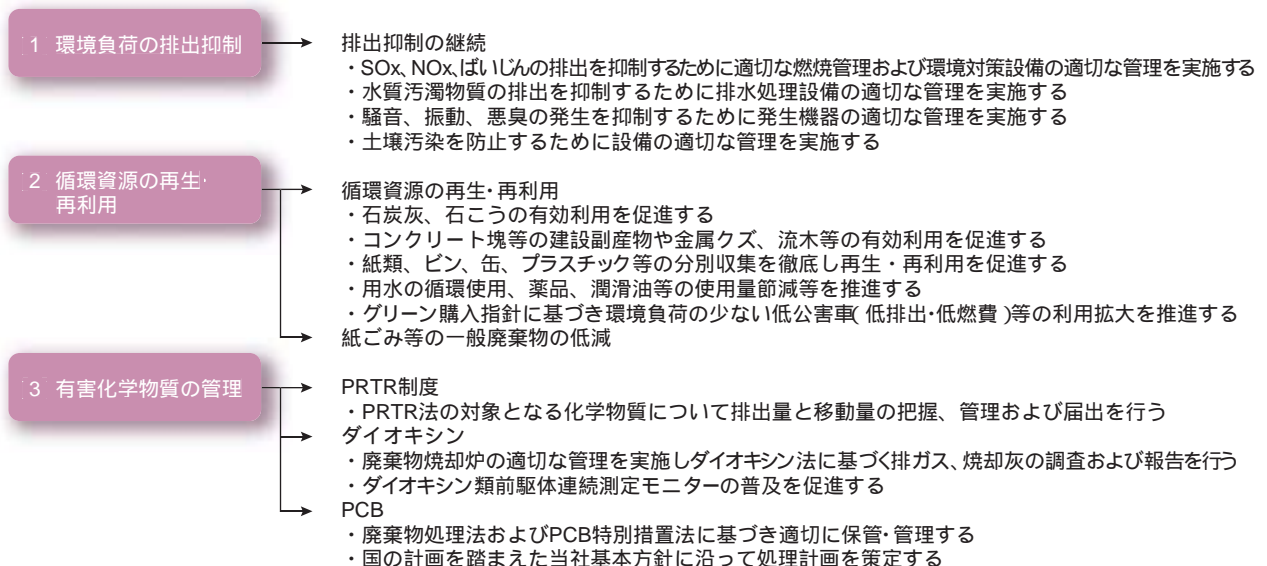 1 環境負荷の排出抑制
排出抑制の継続
・SOx、NOx、ばいじんの排出を抑制するために適切な燃焼管理および環境対策設備の適切な管理を実施する
・水質汚濁物質の排出を抑制するために排水処理設備の適切な管理を実施する
・騒音、振動、悪臭の発生を抑制するために発生機器の適切な管理を実施する
・土壌汚染を防止するために設備の適切な管理を実施する
2 循環資源の再生・
再利用
循環資源の再生・再利用
・石炭灰、石こうの有効利用を促進する
・コンクリート塊等の建設副産物や金属クズ、流木等の有効利用を促進する
・紙類、ビン、缶、プラスチック等の分別収集を徹底し再生・再利用を促進する
・用水の循環使用、薬品、潤滑油等の使用量節減等を推進する
・グリーン購入指針に基づき環境負荷の少ない低公害車(低排出・低燃費)等の利用拡大を推進する
紙ごみ等の一般廃棄物の低減
3 有害化学物質の管理
PRTR制度
・PRTR法の対象となる化学物質について排出量と移動量の把握、管理および届出を行う
ダイオキシン
・廃棄物焼却炉の適切な管理を実施しダイオキシン法に基づく排ガス、焼却灰の調査および報告を行う
・ダイオキシン類前駆体連続測定モニターの普及を促進する
PCB
・廃棄物処理法およびPCB特別措置法に基づき適切に保管・管理する
・国の計画を踏まえた当社基本方針に沿って処理計画を策定する